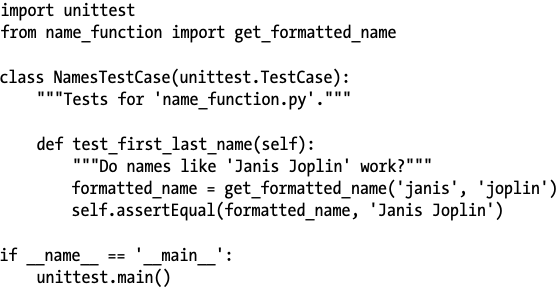 import unittest
from name_function import get_formatted_name
class NamesTestCase(unittest.TestCase):
    """Tests for 'name_function.py'."""
    def test_first_last_name(self):
        """Do names like 'Janis Joplin' work?"""
        formatted_name = get_formatted_name('janis', 'joplin')
        self.assertEqual(formatted_name, 'Janis Joplin')
if __name__ == '__main__':
    unittest.main()